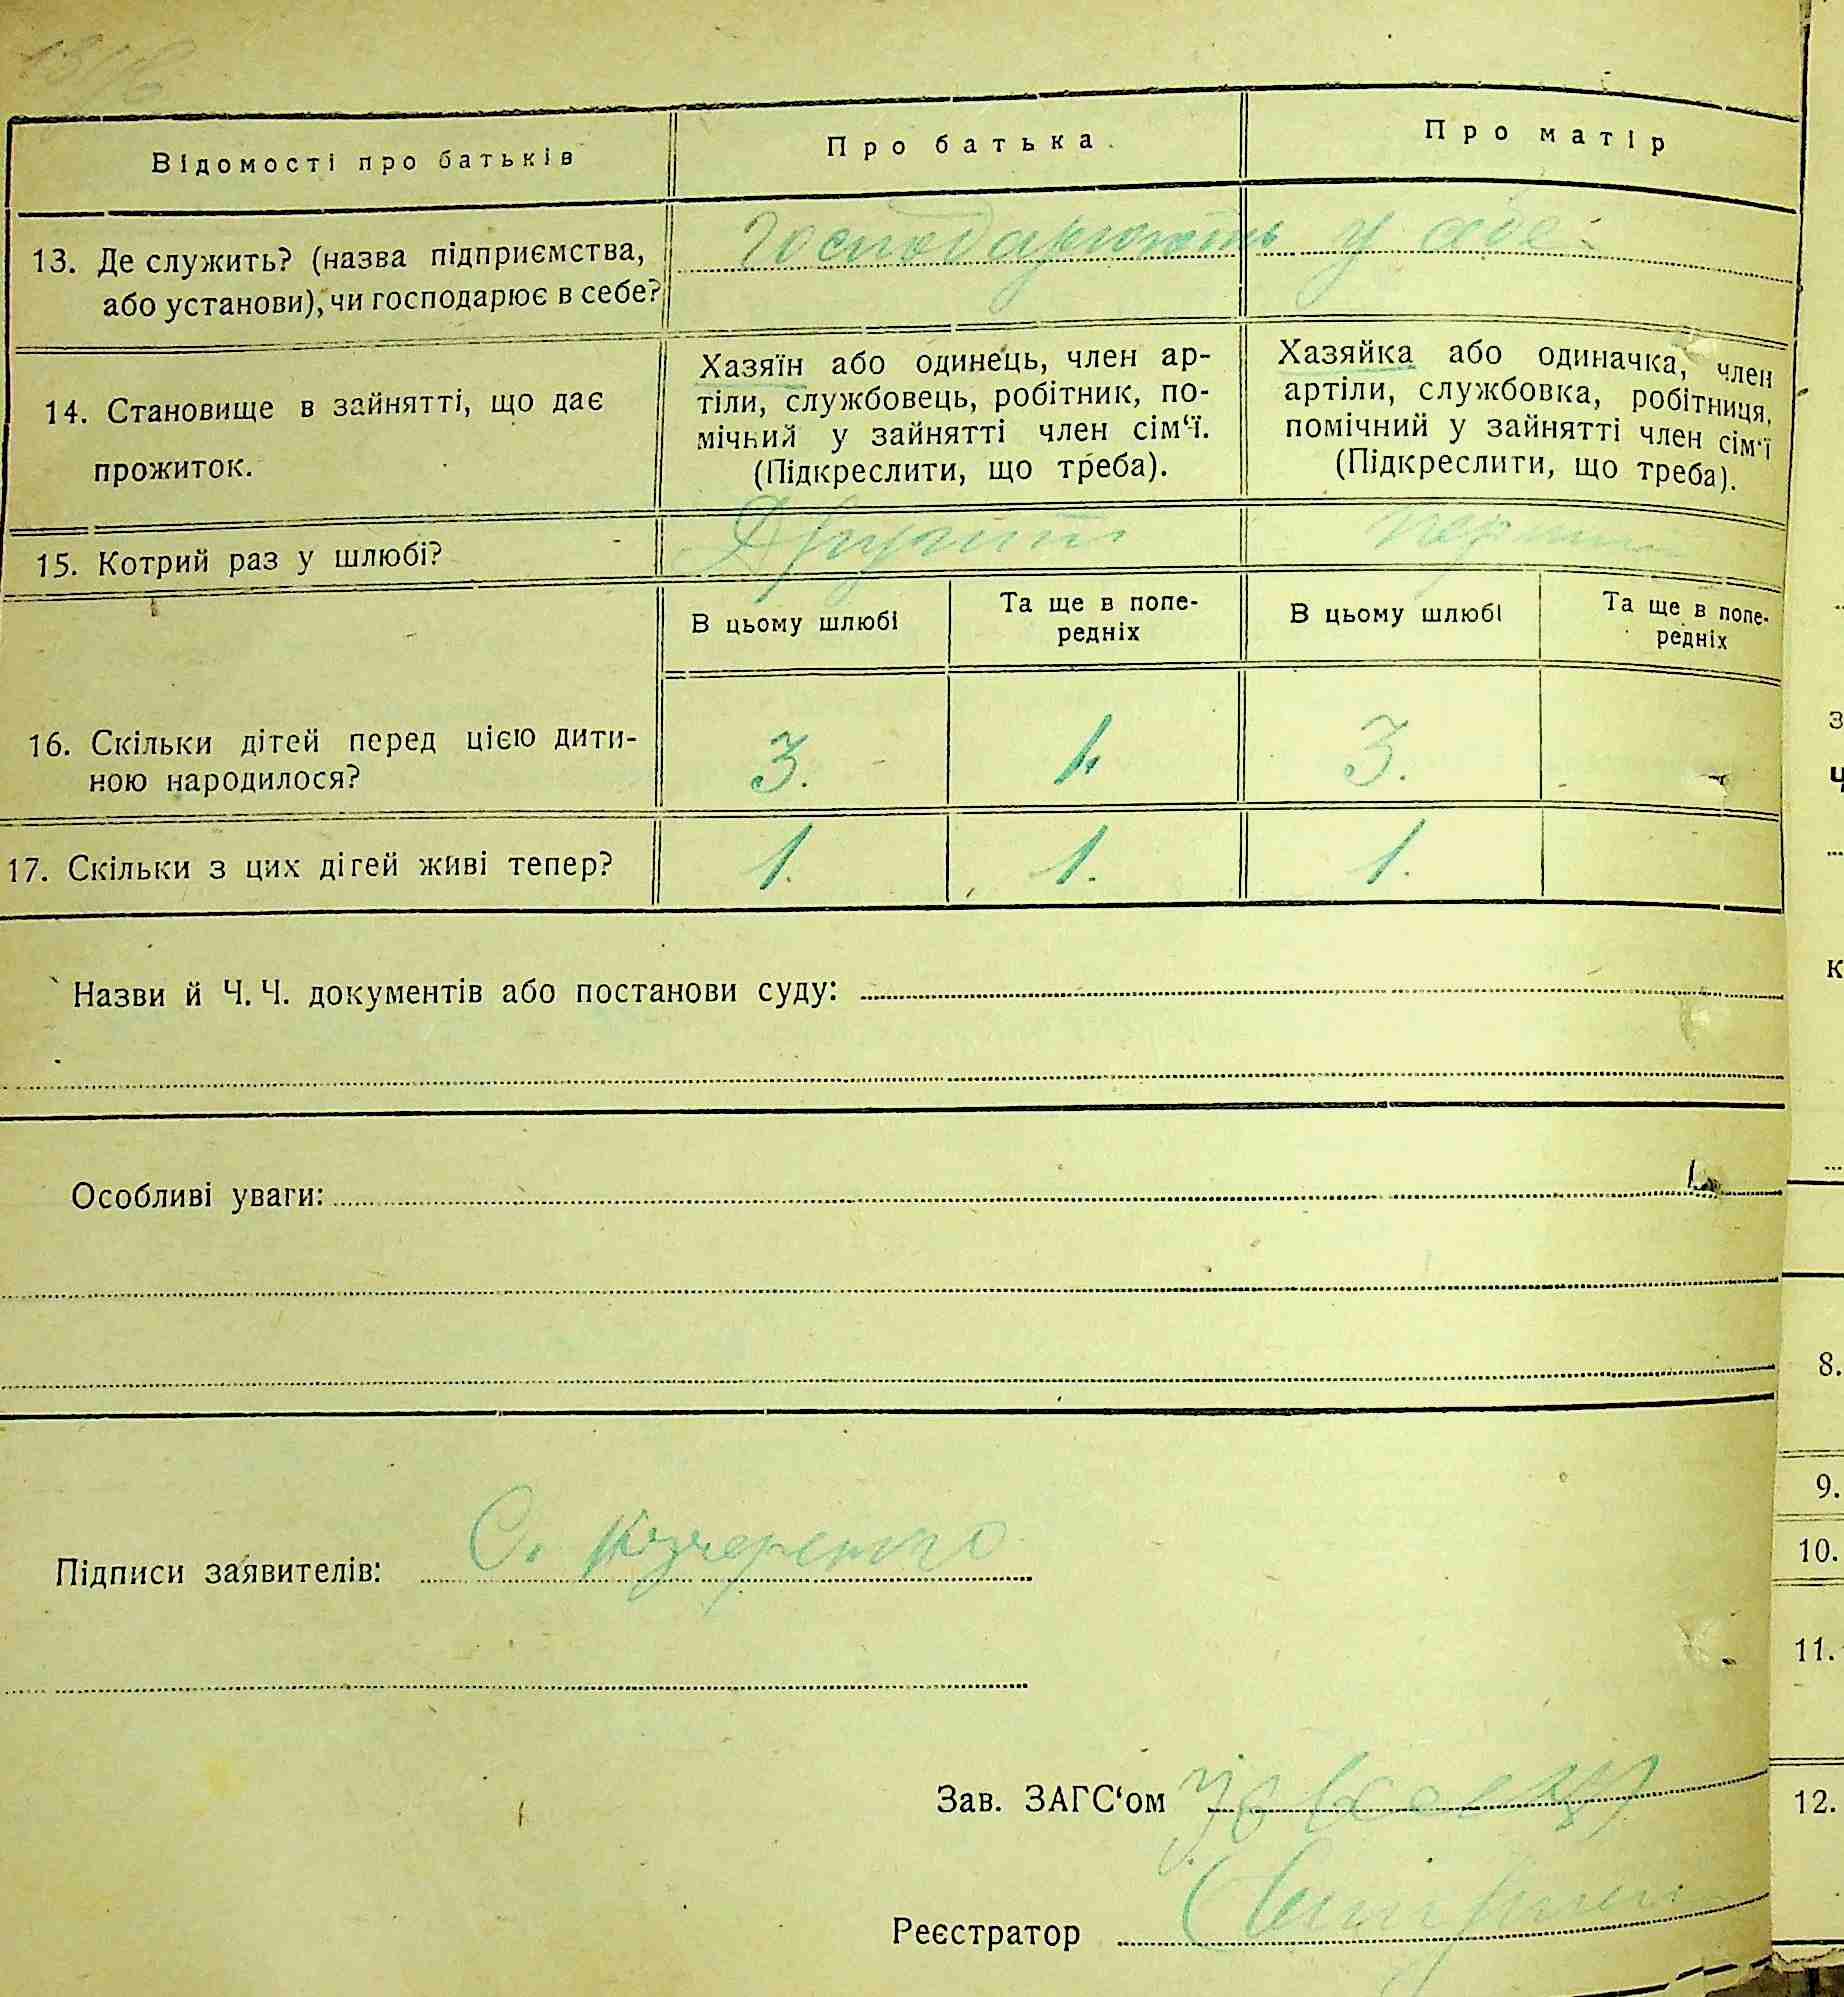 Відомості про батьків
Про батька
Про матір
13. Де служить? (назва підприємства,
або установи), чи господарює в себе?
Господарюють у себе
14. Становище в зайнятті, що дає
прожиток.
Хазяїн або одинець, член ар-
тіли, службовець, робітник, по-
мічний у зайнятті член сім‘ї.
(Підкреслити, що треба).
Хазяйка або одиначка, член
артіли, службовка, робітниця,
помічний у зайнятті член сім‘ї
(Підкреслити, що треба).
15. Котрий раз у шлюбі?
В цьому шлюбі
Та ще в попе-
редніх
В цьому шлюбі
Та ще в попе-
редніх
16. Скільки дітей перед цією дити-
ною народилося?
3. 1. 3.
17. Скільки з цих дітей живі тепер?
1. 1. 1.
Назви й Ч. Ч. документів або постанови суду:
Особливі уваги:
Підписи заявителів: С. Кучеренко
Зав. ЗАГС‘ом
Реєстратор
8.
9.
10.
11.
12.